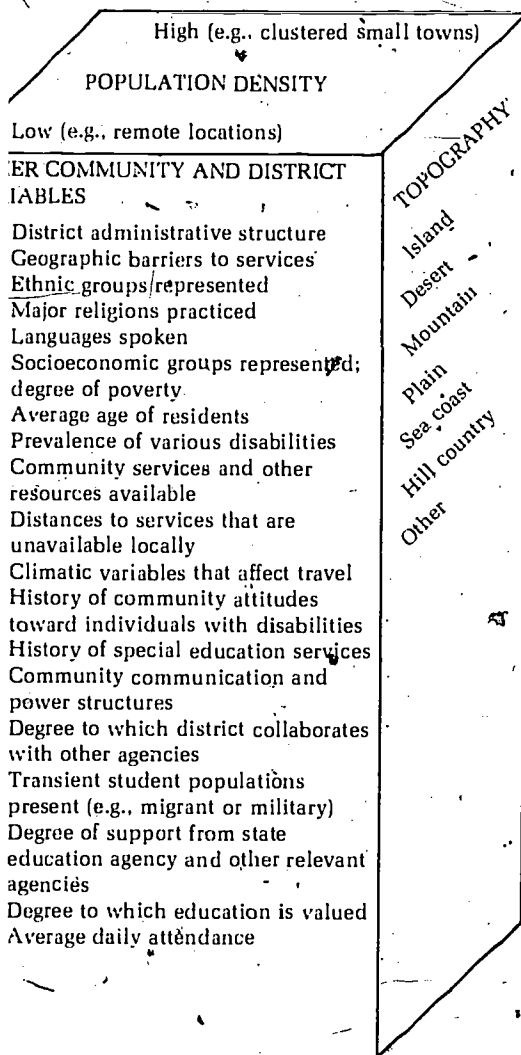 High (e.g., clustered small towns)
POPULATION DENSITY
Low (e.g., remote locations)
ER COMMUNITY AND DISTRICT
IABLES
District administrative structure
Geographic barriers to services
Ethnic groups represented
Major religions practiced
Languages spoken
Socioeconomic groups represented;
degree of poverty
Average age of residents
Prevalence of various disabilities
Community services and other
resources available
Distances to services that are
unavailable locally
Climatic variables that affect travel
History of community attitudes
toward individuals with disabilities
History of special education services
Community communication and
power structures
Degree to which district collaborates
with other agencies
Transient student populations
present (e.g., migrant or military)
Degree of support from state
education agency and other relevant
agencies
Degree to which education is valued
Average daily attendance
TOPOGRAPHY
Island
Desert
Mountain
Plain
Sea coast
Hill country
Other